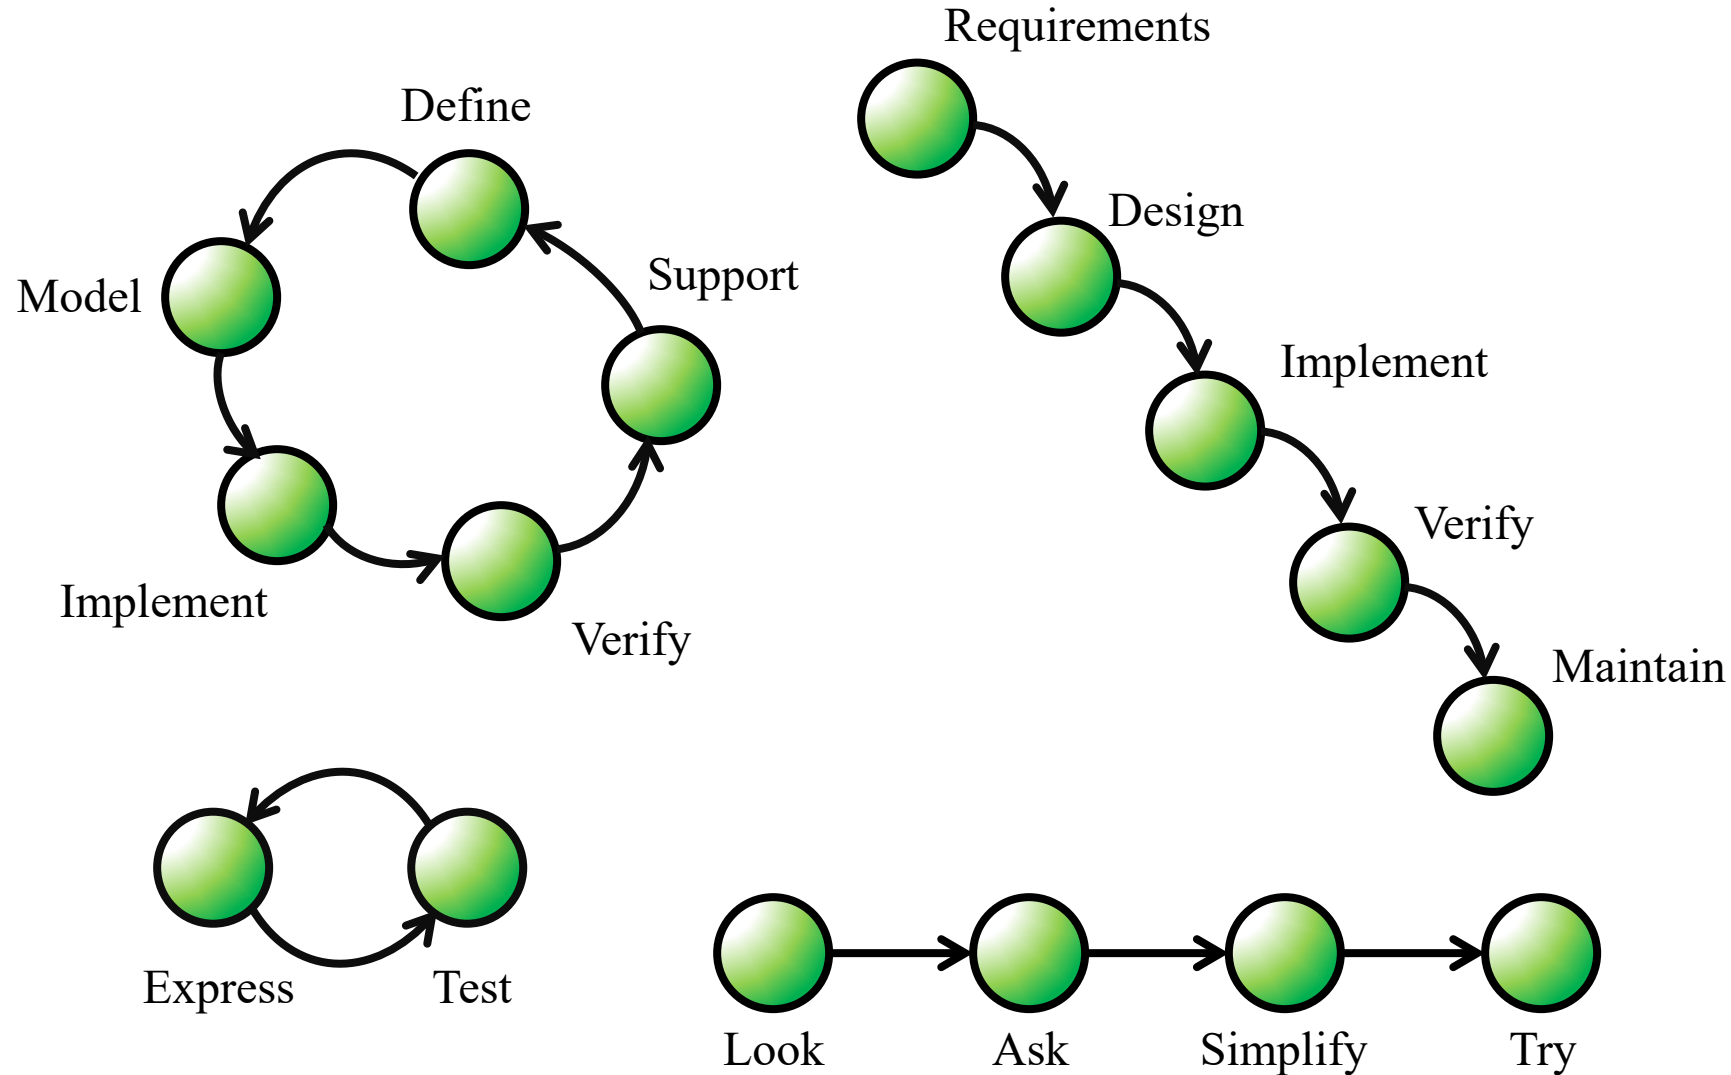 Define
Model
Support
Implement
Verify
Requirements
Design
Implement
Verify
Maintain
Express
Test
Look
Ask
Simplify
Try